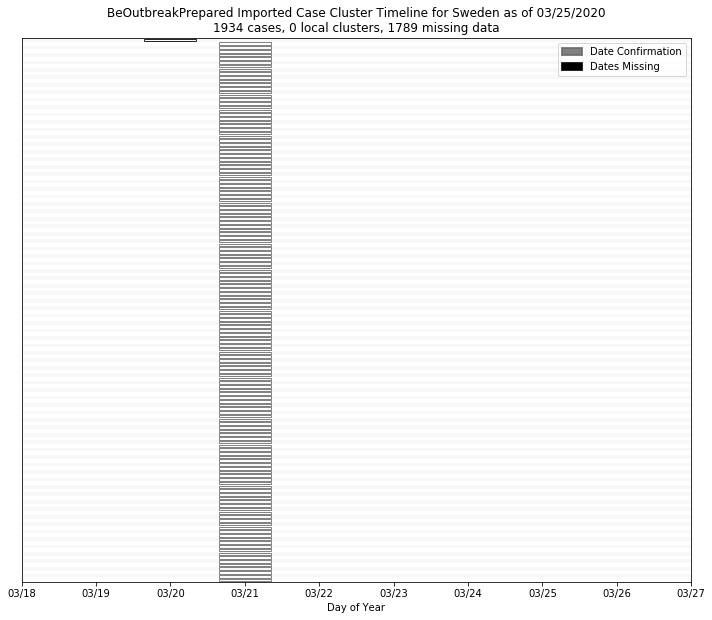 BeOutbreakPrepared Imported Case Cluster Timeline for Sweden as of 03/25/2020
1934 cases, 0 local clusters, 1789 missing data
Date Confirmation
Dates Missing
03/18 03/19 03/20 03/21 03/22 03/23 03/24 03/25 03/26 03/27
Day of Year